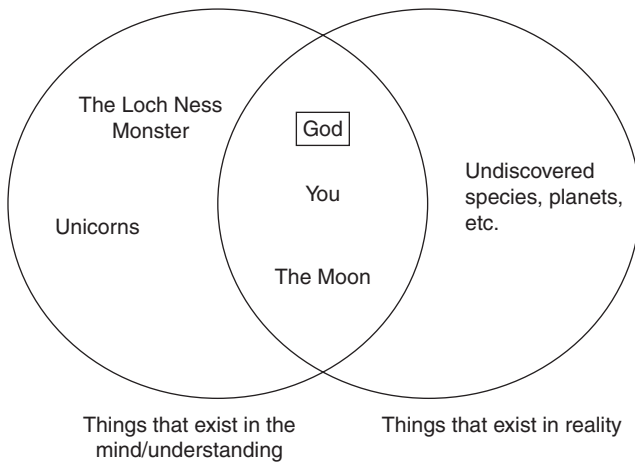 The Loch Ness
Monster
Unicorns
God
You
The Moon
Undiscovered
species, planets,
etc.
Things that exist in the
mind/understanding
Things that exist in reality